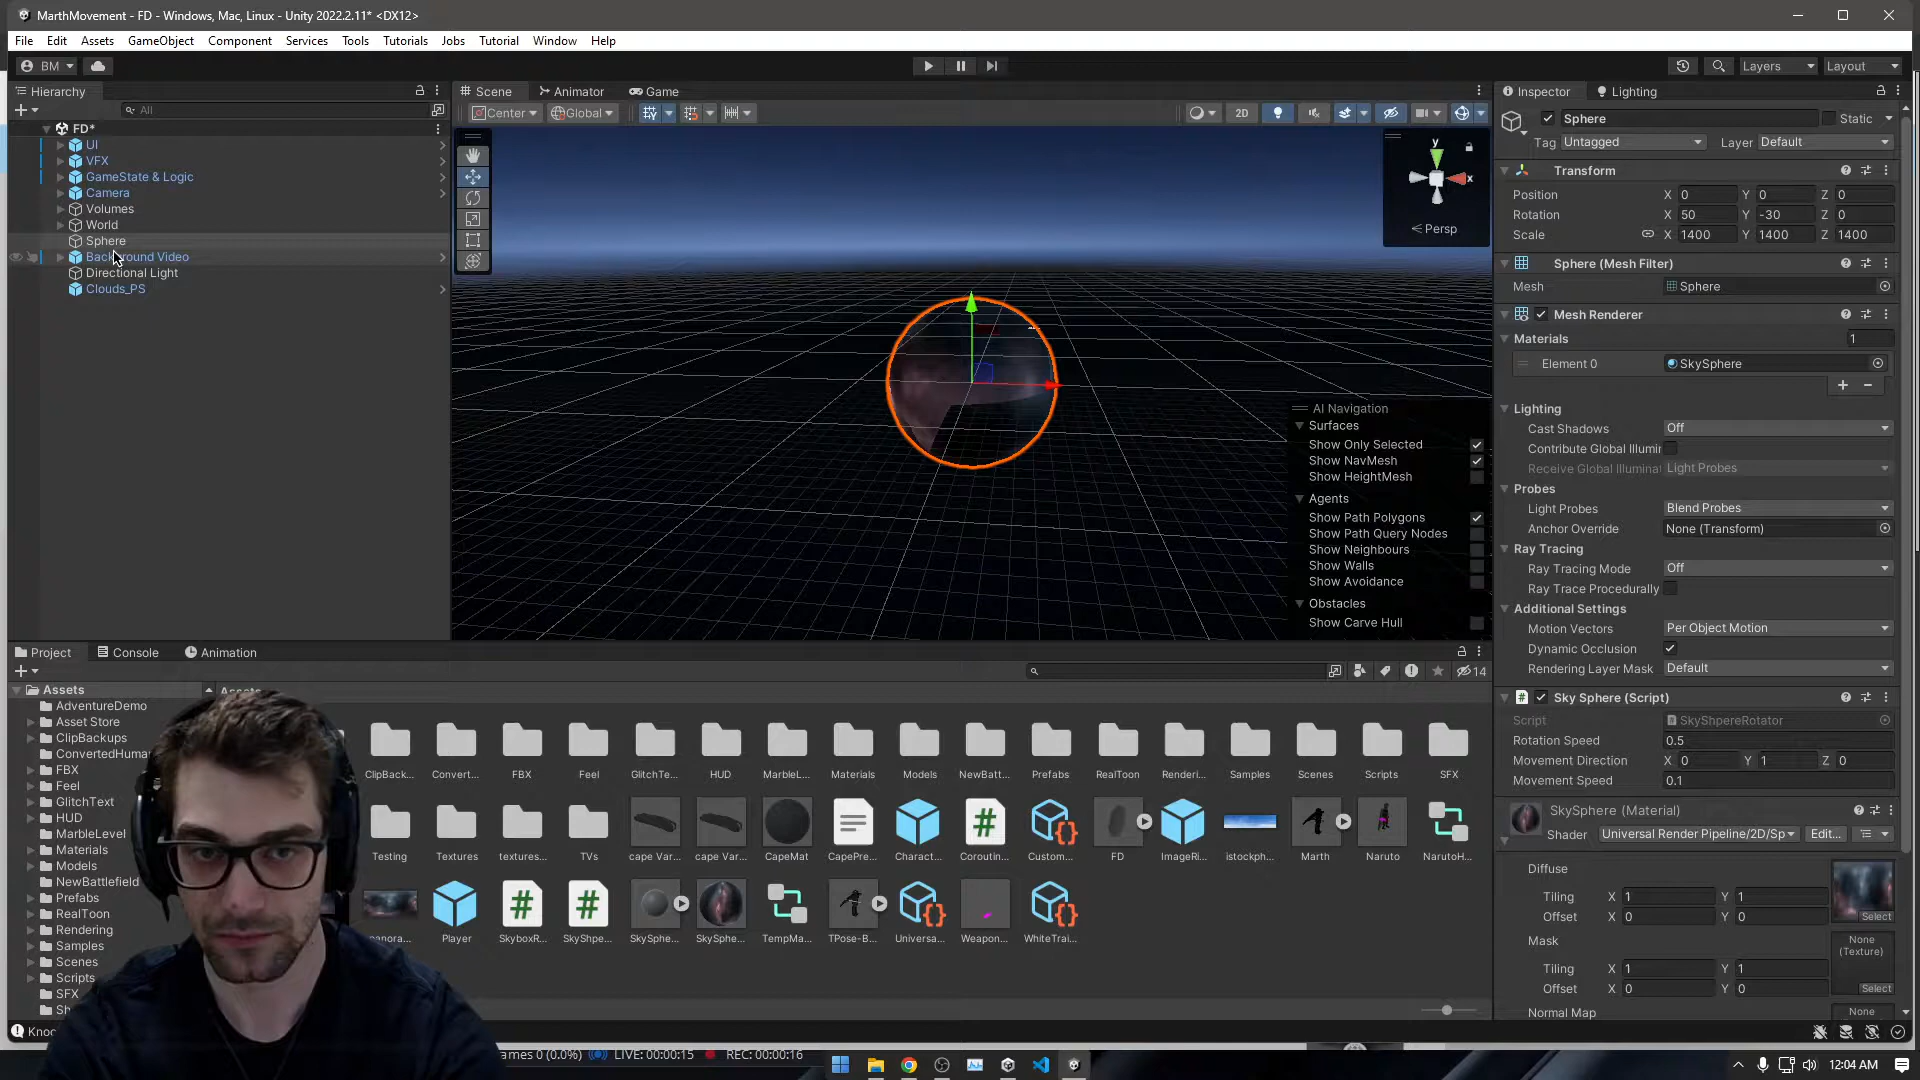 MarthMovement - FD - Windows, Mac, Linux - Unity 2022.2.11* <DX12>
File Edit Assets GameObject Component Services Tools Tutorials Jobs Tutorial Window Help
BM
Layers Layout
Hierarchy
All
FD*
UI
VFX
GameState & Logic
Camera
Volumes
World
Sphere
Background Video
Directional Light
Clouds_PS
Scene Animator Game
Center Global 2D
y
x
Persp
AI Navigation
Surfaces
Show Only Selected
Show NavMesh
Show HeightMesh
Agents
Show Path Polygons
Show Path Query Nodes
Show Neighbours
Show Walls
Show Avoidance
Obstacles
Show Carve Hull
Inspector Lighting
Sphere Static
Tag Untagged Layer Default
Transform
Position X 0 Y 0 Z 0
Rotation X 50 Y -30 Z 0
Scale X 1400 Y 1400 Z 1400
Sphere (Mesh Filter)
Mesh Sphere
Mesh Renderer
Materials 1
Element 0 SkySphere
Lighting
Cast Shadows Off
Contribute Global Illumir
Receive Global Illuminat Light Probes
Probes
Light Probes Blend Probes
Anchor Override None (Transform)
Ray Tracing
Ray Tracing Mode Off
Ray Trace Procedurally
Additional Settings
Motion Vectors Per Object Motion
Dynamic Occlusion
Rendering Layer Mask Default
Sky Sphere (Script)
Script SkyShpereRotator
Rotation Speed 0.5
Movement Direction X 0 Y 1 Z 0
Movement Speed 0.1
SkySphere (Material)
Shader Universal Render Pipeline/2D/Sp Edit...
Diffuse
Tiling X 1 Y 1
Offset X 0 Y 0
Select
Mask
None
(Texture)
Tiling X 1 Y 1
Offset X 0 Y 0
Select
Normal Map
None
Project Console Animation
14
Assets
AdventureDemo
Asset Store
ClipBackups
ConvertedHuma
FBX
Feel
GlitchText
HUD
MarbleLevel
Materials
Models
NewBattlefield
Prefabs
RealToon
Rendering
Samples
Scenes
Scripts
SFX
Sh
Assets
ClipBack... Convert... FBX Feel GlitchTe... HUD MarbleL... Materials Models NewBatt... Prefabs RealToon Renderi... Samples Scenes Scripts SFX
Testing Textures textures... TVs cape Var... cape Var... CapeMat CapePre... Charact... Coroutin... Custom... FD ImageRi... istockph... Marth Naruto NarutoH...
panora... Player SkyboxR... SkyShpe... SkySphe... SkySphe... TempMa... TPose-B... Universa... Weapon... WhiteTrai...
Knoc
ames 0 (0.0%) LIVE: 00:00:15 REC: 00:00:16
12:04 AM